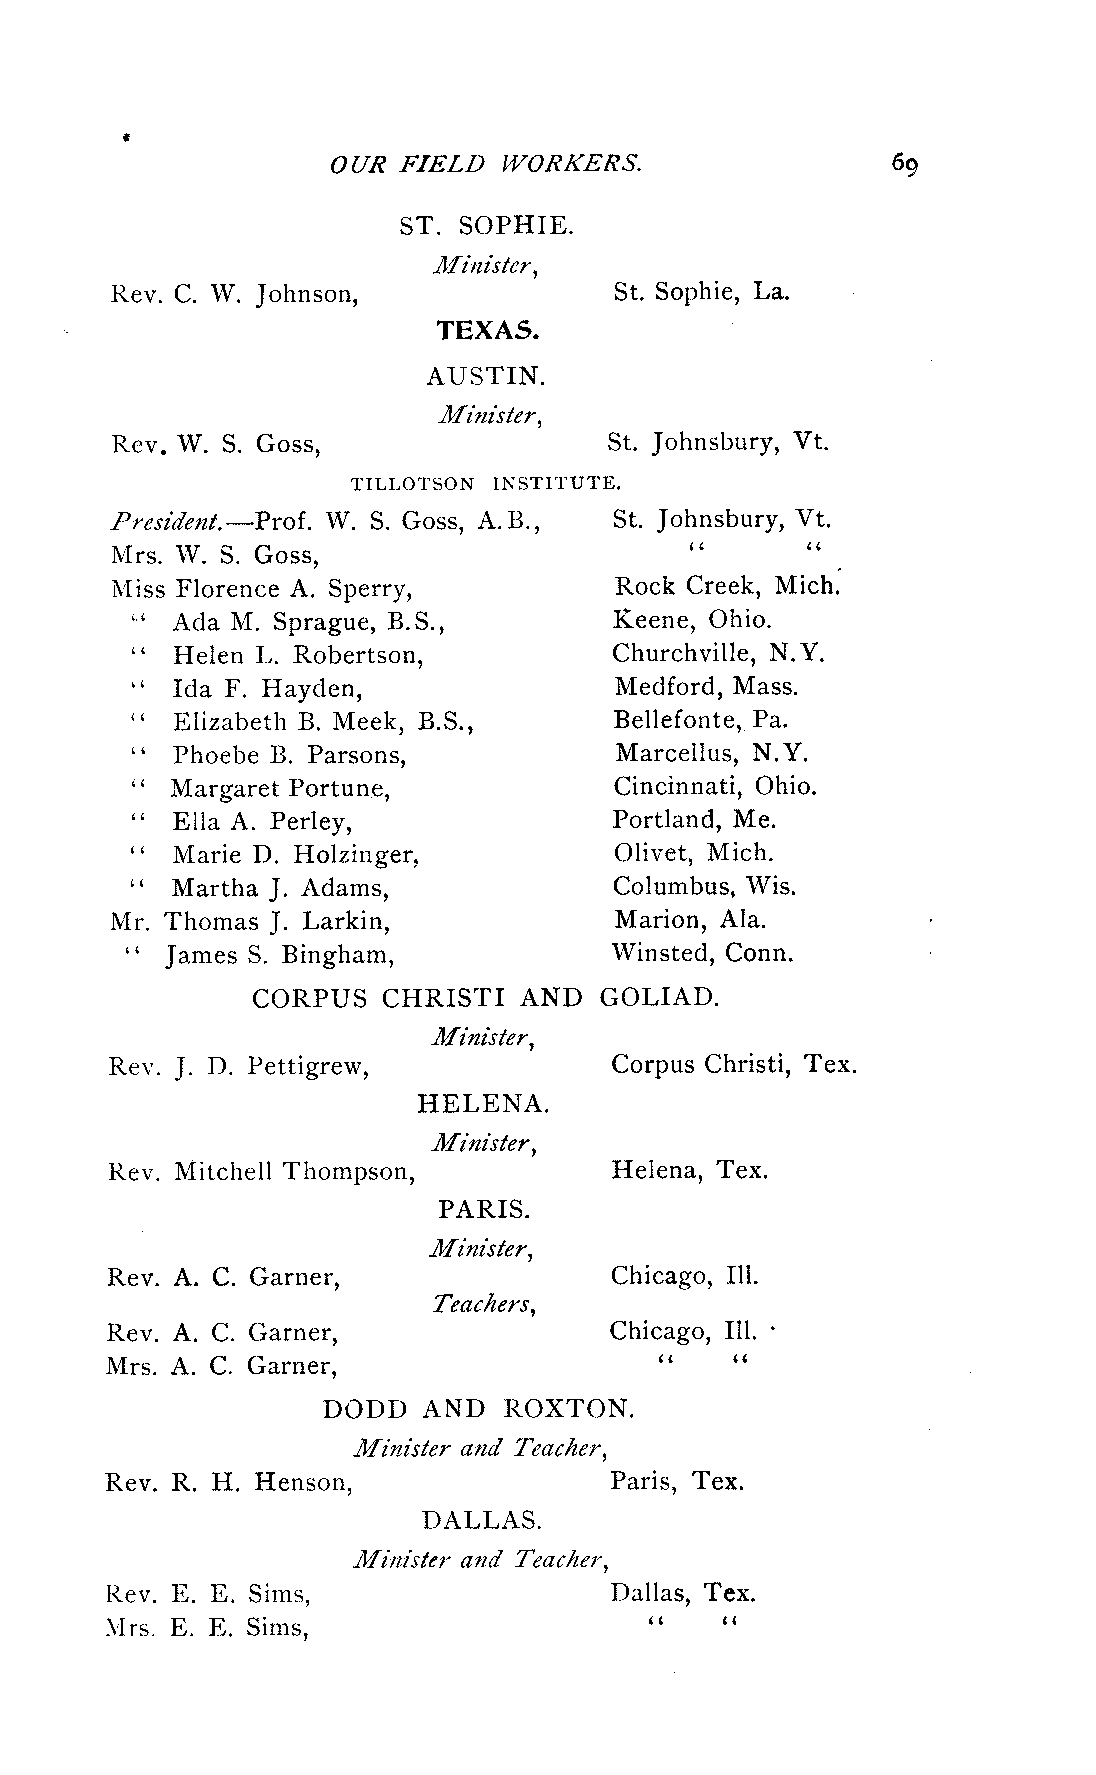 OUR FIELD WORKERS. 69
ST. SOPHIE.
Minister,
Rev. C. W. Johnson, St. Sophie, La.
TEXAS.
AUSTIN.
Minister,
Rev. W. S. Goss, St. Johnsbury, Vt.
TILLOTSON INSTITUTE.
President.—Prof. W. S. Goss, A.B., St. Johnsbury, Vt.
Mrs. W. S. Goss, “ “
Miss Florence A. Sperry, Rock Creek, Mich.
“ Ada M. Sprague, B.S., Keene, Ohio.
“ Helen L. Robertson, Churchville, N.Y.
“ Ida F. Hayden, Medford, Mass.
“ Elizabeth B. Meek, B.S., Bellefonte, Pa.
“ Phoebe B. Parsons, Marcellus, N.Y.
“ Margaret Portune, Cincinnati, Ohio.
“ Ella A. Perley, Portland, Me.
“ Marie D. Holzinger, Olivet, Mich.
“ Martha J. Adams, Columbus, Wis.
Mr. Thomas J. Larkin, Marion, Ala.
“ James S. Bingham, Winsted, Conn.
CORPUS CHRISTI AND GOLIAD.
Minister,
Rev. J. D. Pettigrew, Corpus Christi, Tex.
HELENA.
Minister,
Rev. Mitchell Thompson, Helena, Tex.
PARIS.
Minister,
Rev. A. C. Garner, Chicago, Ill.
Teachers,
Rev. A. C. Garner, Chicago, Ill.
Mrs. A. C. Garner, “ “
DODD AND ROXTON.
Minister and Teacher,
Rev. R. H. Henson, Paris, Tex.
DALLAS.
Minister and Teacher,
Rev. E. E. Sims, Dallas, Tex.
Mrs. E. E. Sims, “ “